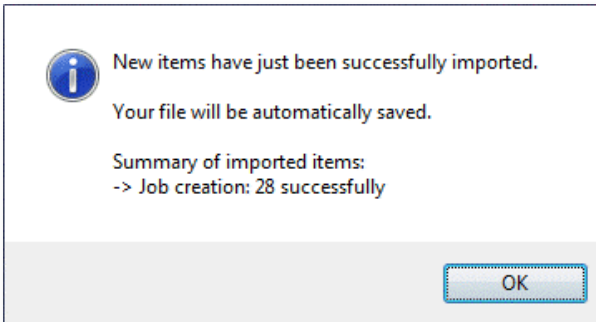 New items have just been successfully imported.
Your file will be automatically saved.
Summary of imported items:
-> Job creation: 28 successfully
OK